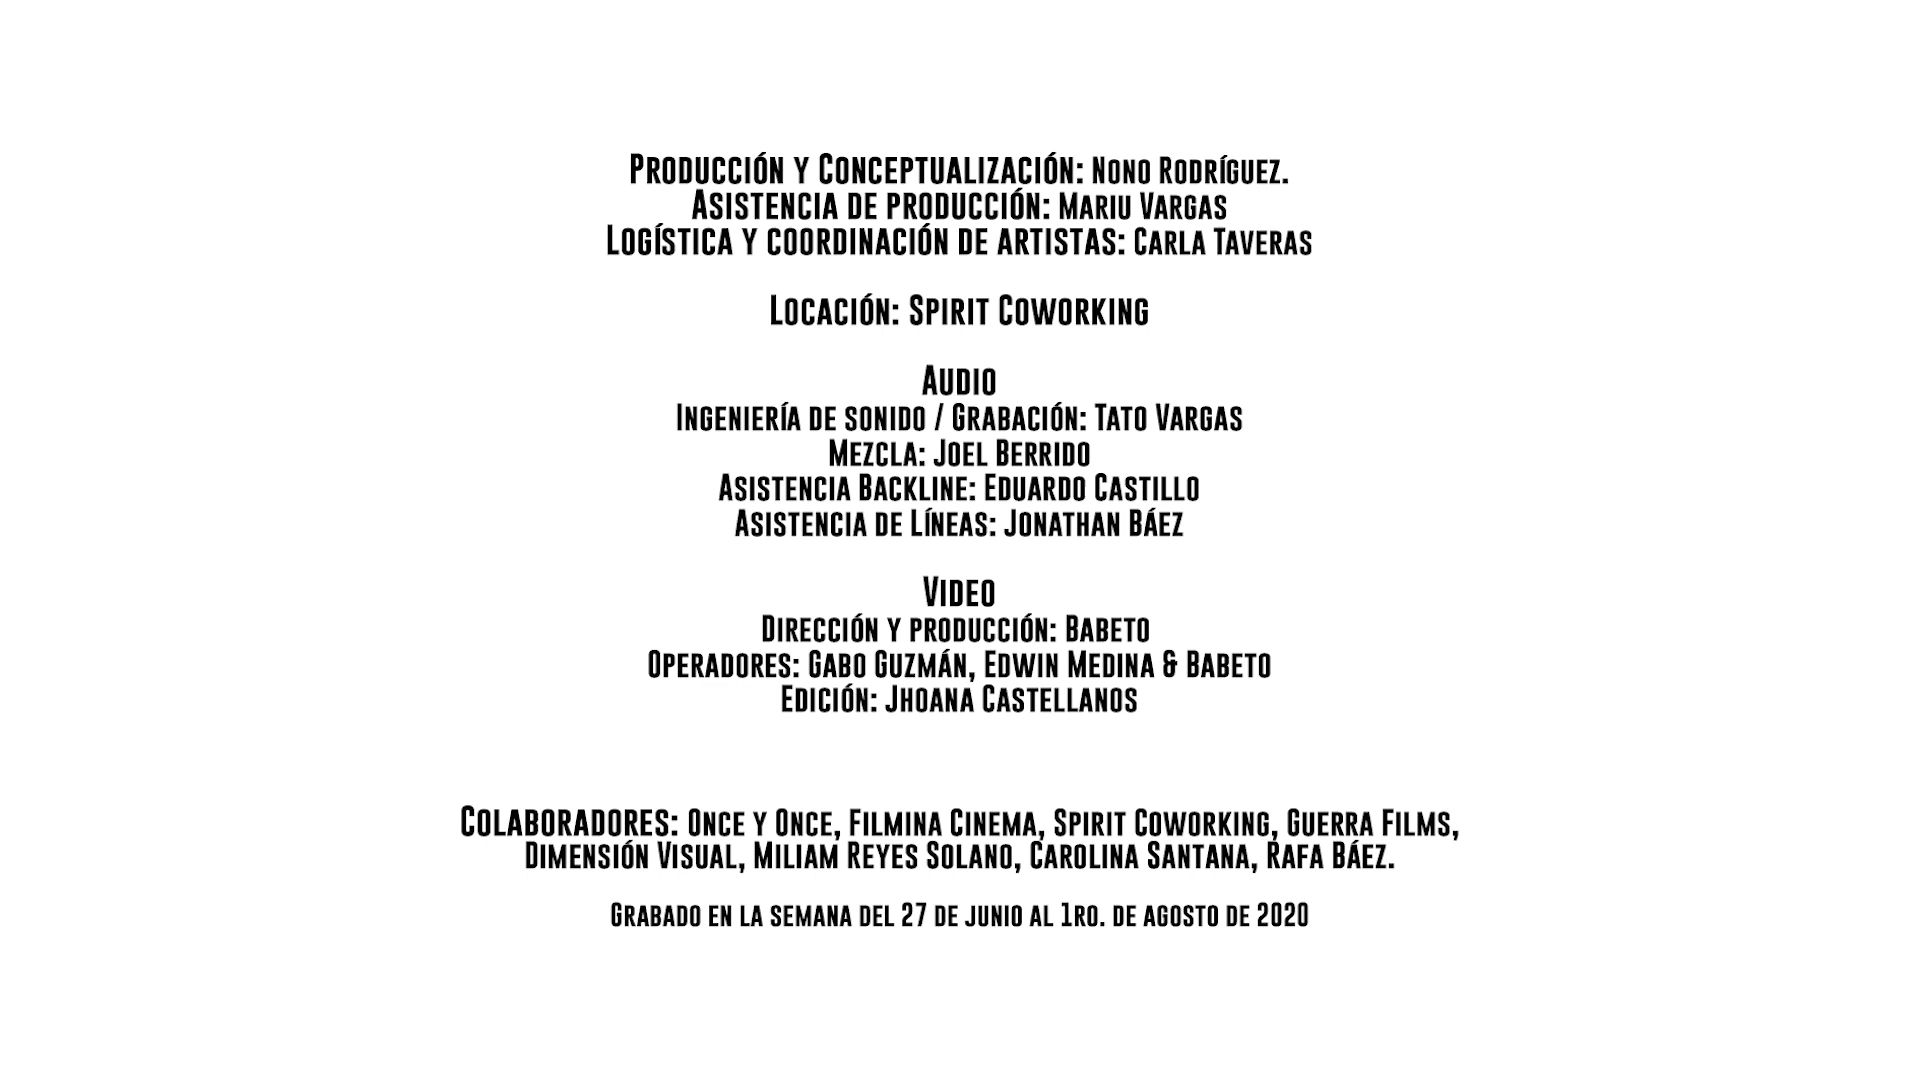 Producción y Conceptualización: Nono Rodríguez.
Asistencia de producción: Mariu Vargas
Logística y coordinación de artistas: Carla Taveras
Locación: Spirit Coworking
Audio
Ingeniería de sonido / Grabación: Tato Vargas
Mezcla: Joel Berrido
Asistencia Backline: Eduardo Castillo
Asistencia de Líneas: Jonathan Báez
Video
Dirección y producción: Babeto
Operadores: Gabo Guzmán, Edwin Medina & Babeto
Edición: Jhoana Castellanos
Colaboradores: Once y Once, Filmina Cinema, Spirit Coworking, Guerra Films,
Dimensión Visual, Miliam Reyes Solano, Carolina Santana, Rafa Báez.
Grabado en la semana del 27 de junio al 1ro. de agosto de 2020